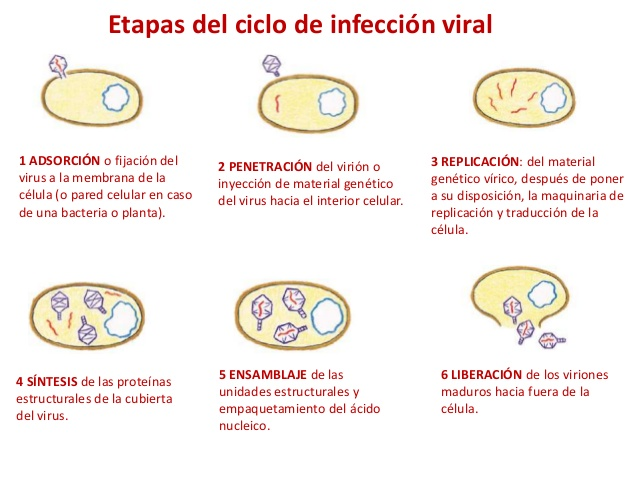 Etapas del ciclo de infección viral
1 ADSORCIÓN o fijación del
virus a la membrana de la
célula (o pared celular en caso
de una bacteria o planta).
2 PENETRACIÓN del virión o
inyección de material genético
del virus hacia el interior celular.
3 REPLICACIÓN: del material
genético vírico, después de poner
a su disposición, la maquinaria de
replicación y traducción de la
célula.
4 SÍNTESIS de las proteínas
estructurales de la cubierta
del virus.
5 ENSAMBLAJE de las
unidades estructurales y
empaquetamiento del ácido
nucleico.
6 LIBERACIÓN de los viriones
maduros hacia fuera de la
célula.